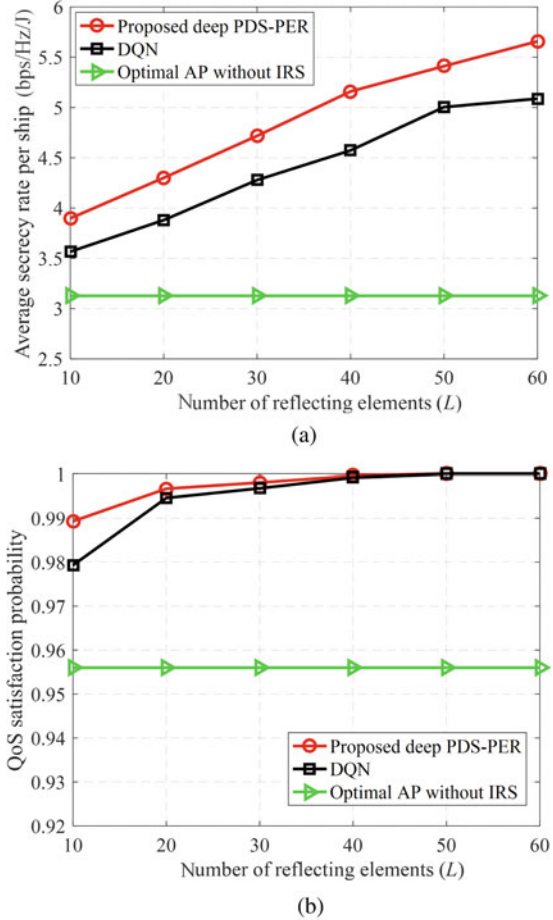 6
5.5
5
4.5
4
3.5
3
2.5
Average secrecy rate per ship (bps/Hz/J)
Proposed deep PDS-PER
DQN
Optimal AP without IRS
10 20 30 40 50 60
Number of reflecting elements (L)
(a)
1
0.99
0.98
0.97
0.96
0.95
0.94
0.93
0.92
QoS satisfaction probability
Proposed deep PDS-PER
DQN
Optimal AP without IRS
10 20 30 40 50 60
Number of reflecting elements (L)
(b)